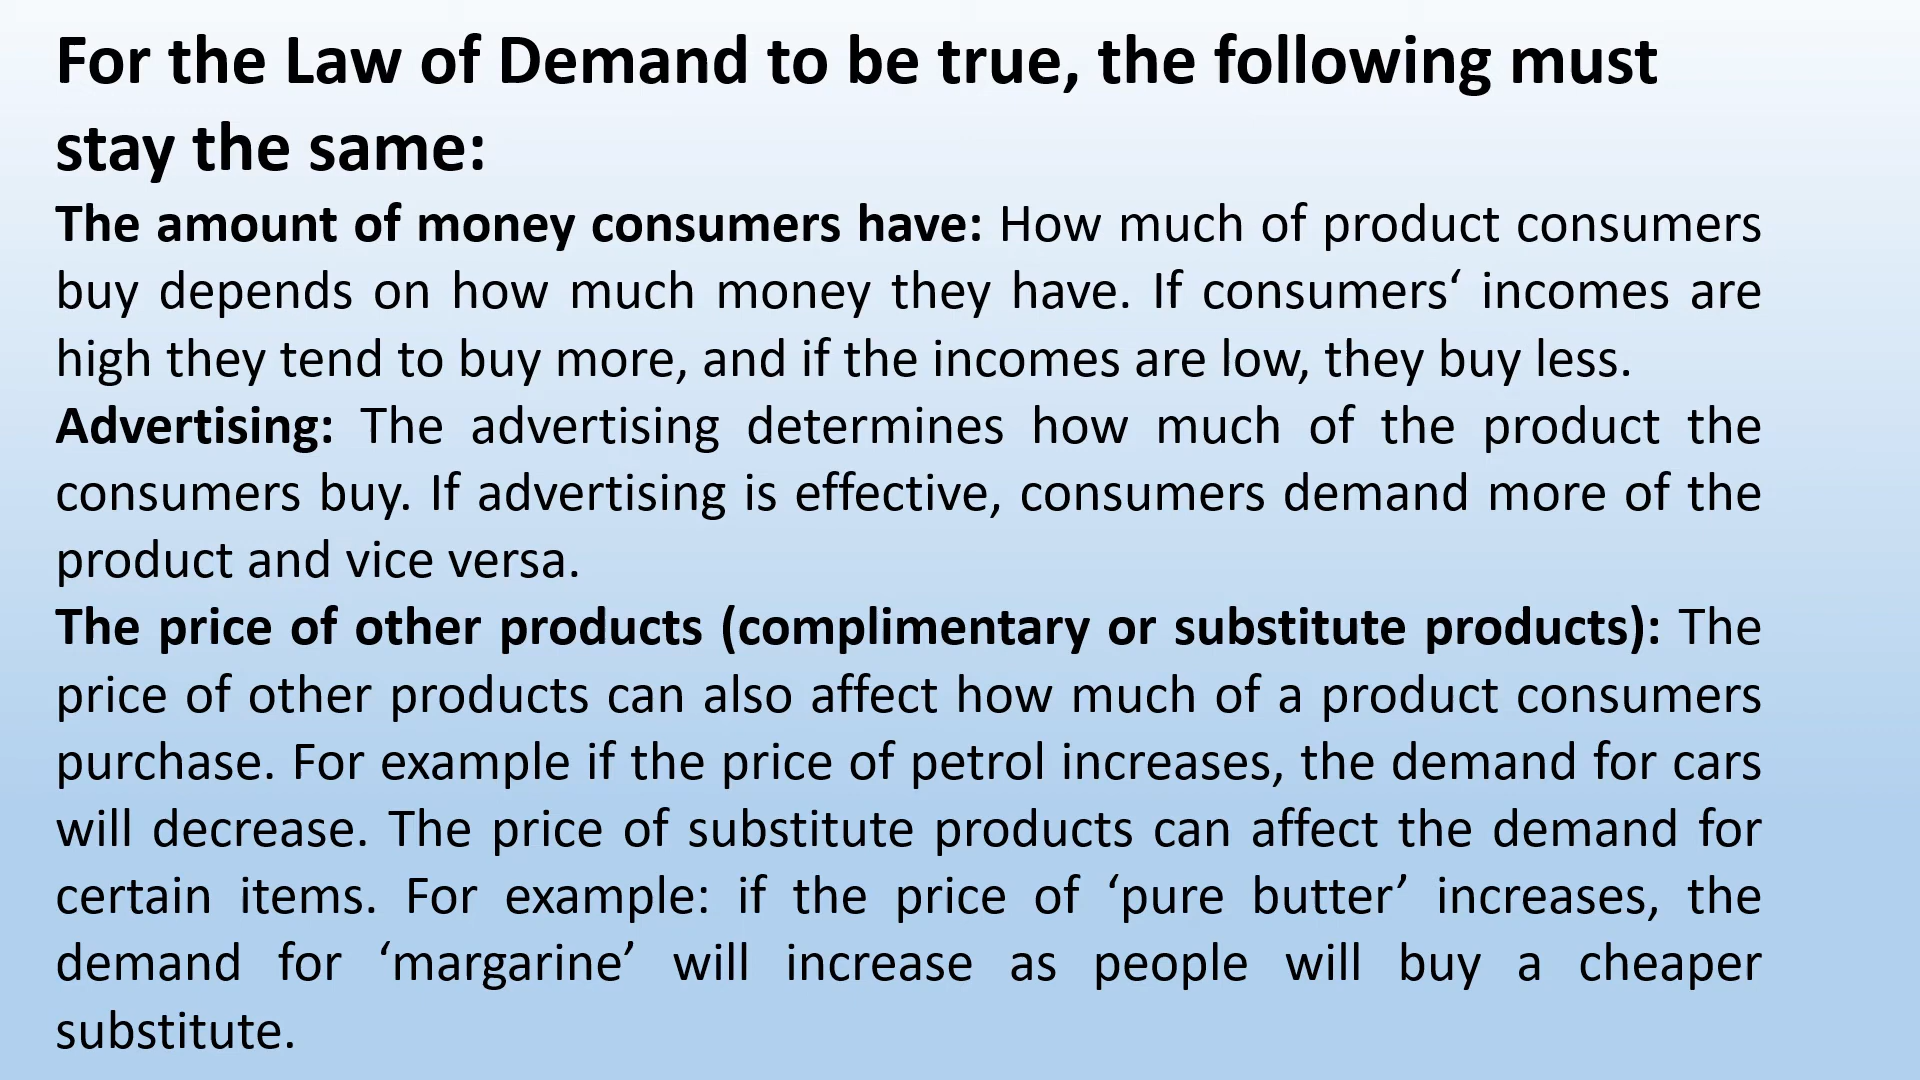 For the Law of Demand to be true, the following must
stay the same:
The amount of money consumers have: How much of product consumers
buy depends on how much money they have. If consumers‘ incomes are
high they tend to buy more, and if the incomes are low, they buy less.
Advertising: The advertising determines how much of the product the
consumers buy. If advertising is effective, consumers demand more of the
product and vice versa.
The price of other products (complimentary or substitute products): The
price of other products can also affect how much of a product consumers
purchase. For example if the price of petrol increases, the demand for cars
will decrease. The price of substitute products can affect the demand for
certain items. For example: if the price of ‘pure butter’ increases, the
demand for ‘margarine’ will increase as people will buy a cheaper
substitute.